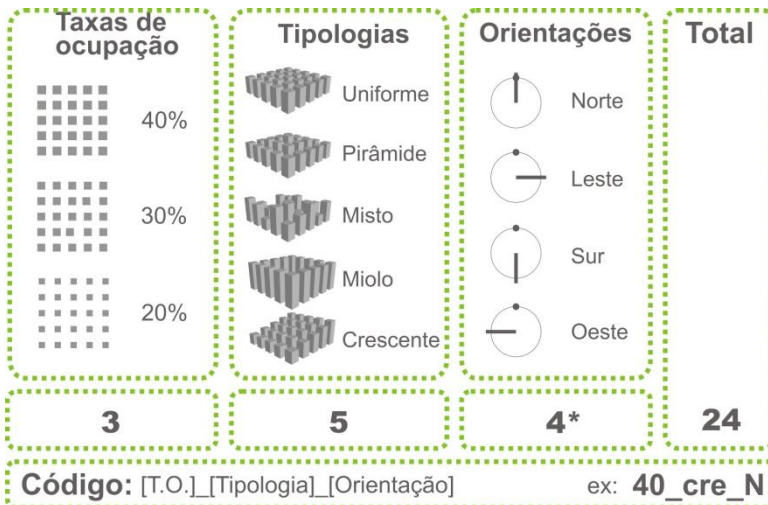 Taxas de
ocupação
40%
30%
20%
Tipologias
Uniforme
Pirâmide
Misto
Miolo
Crescente
Orientações
Norte
Leste
Sur
Oeste
Total
3
5
4*
24
Código: [T.O.]_[Tipologia]_[Orientação] ex: 40_cre_N